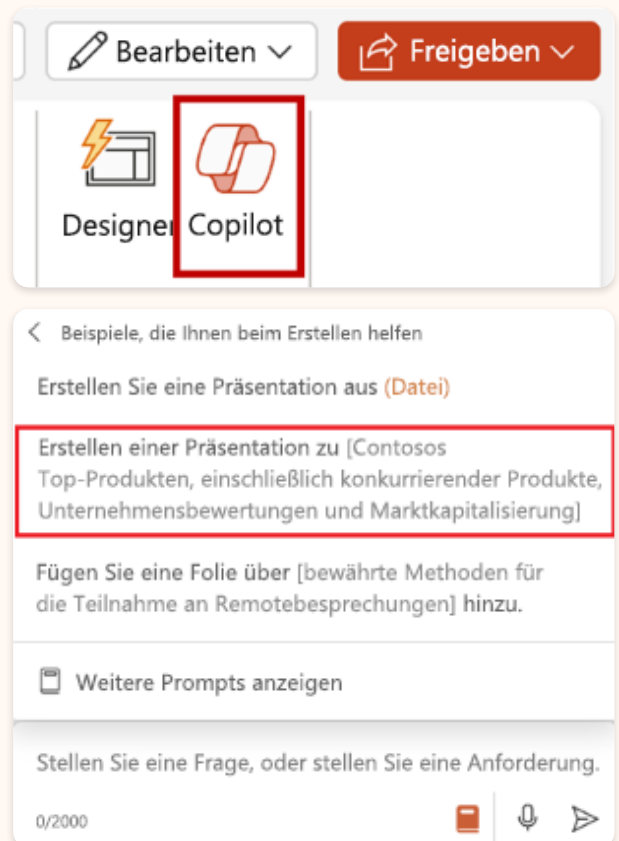 Bearbeiten
Freigeben
Designer
Copilot
Beispiele, die Ihnen beim Erstellen helfen
Erstellen Sie eine Präsentation aus (Datei)
Erstellen einer Präsentation zu [Contosos
Top-Produkten, einschließlich konkurrierender Produkte,
Unternehmensbewertungen und Marktkapitalisierung]
Fügen Sie eine Folie über [bewährte Methoden für
die Teilnahme an Remotebesprechungen] hinzu.
Weitere Prompts anzeigen
Stellen Sie eine Frage, oder stellen Sie eine Anforderung.
0/2000